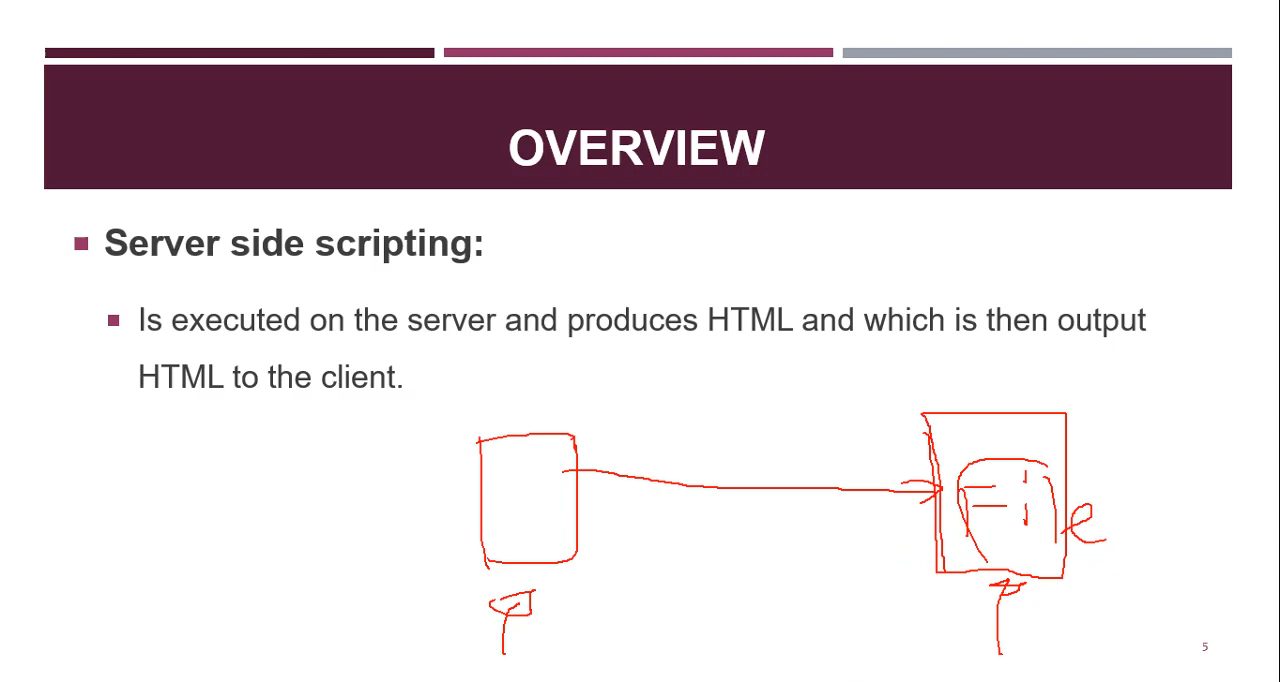 OVERVIEW
Server side scripting:
Is executed on the server and produces HTML and which is then output
HTML to the client.
e
5